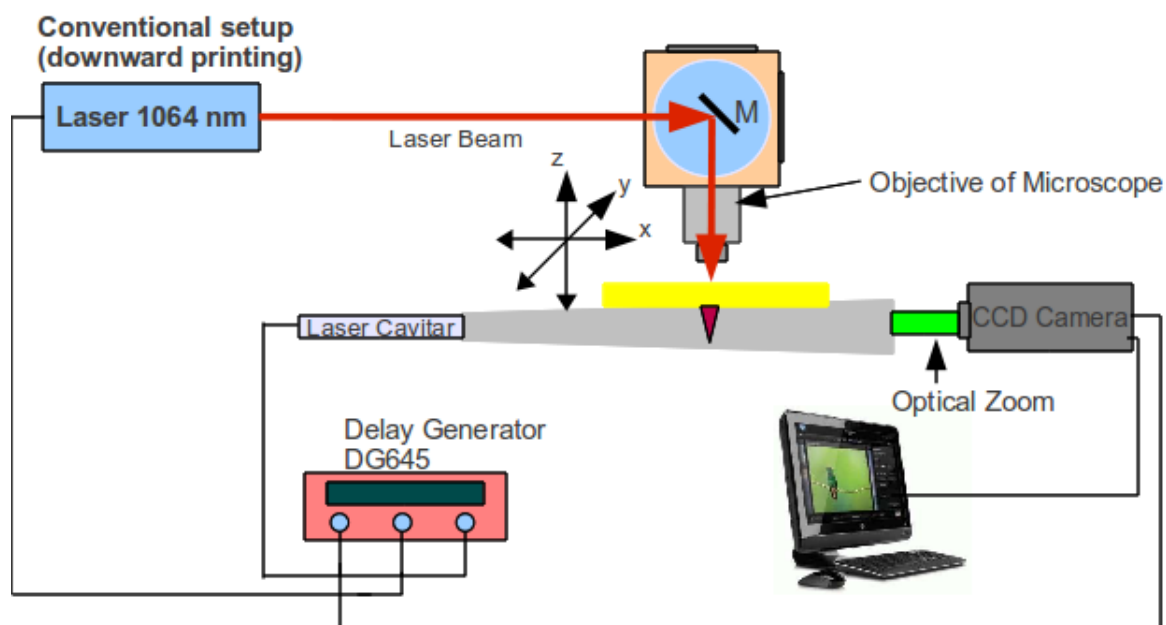 Conventional setup
(downward printing)
Laser 1064 nm
Laser Beam
M
Objective of Microscope
z
y
x
Laser Cavitar
CCD Camera
Optical Zoom
Delay Generator
DG645